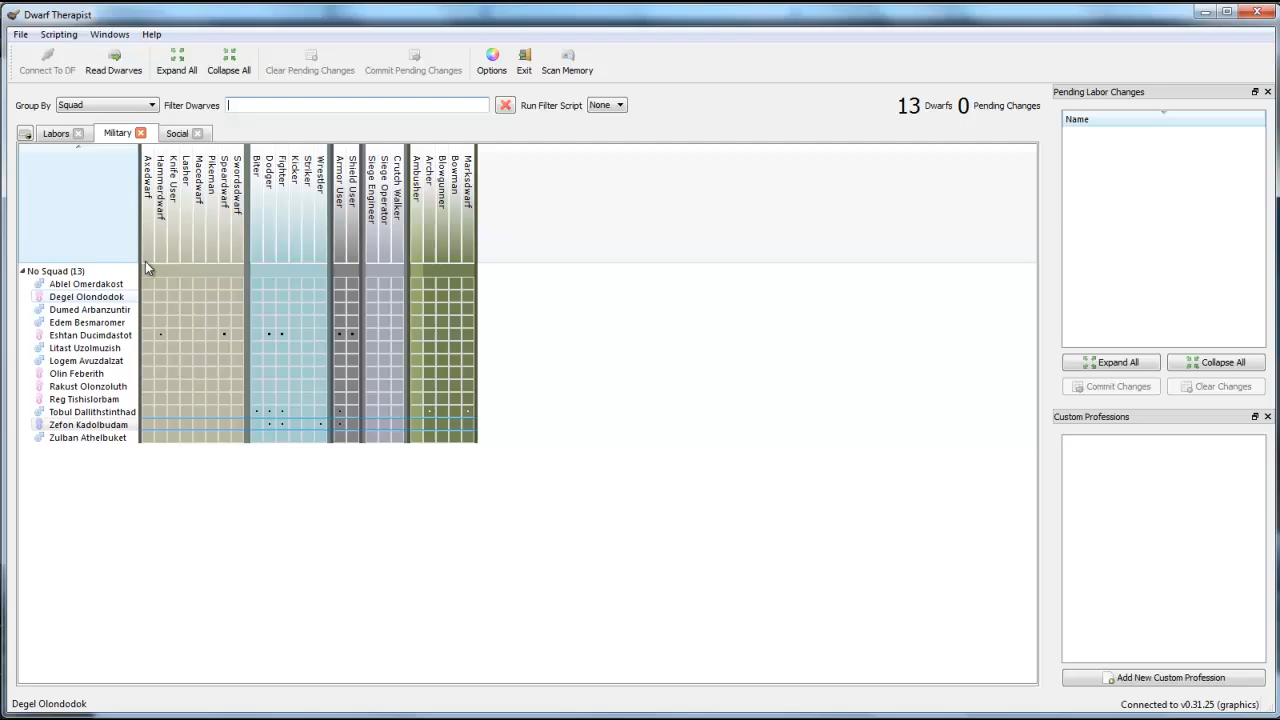 Dwarf Therapist
File Scripting Windows Help
Connect To DF Read Dwarves Expand All Collapse All Clear Pending Changes Commit Pending Changes Options Exit Scan Memory
Group By Squad Filter Dwarves Run Filter Script None 13 Dwarfs 0 Pending Changes
Labors Military Social
Axedwarf
Hammerdwarf
Knife User
Lasher
Macedwarf
Pikeman
Speardwarf
Swordsdwarf
Biter
Dodger
Fighter
Kicker
Striker
Wrestler
Armor User
Shield User
Siege Engineer
Siege Operator
Crutch Walker
Ambusher
Archer
Blowgunner
Bowman
Marksdwarf
No Squad (13)
Ablel Omerdakost
Degel Olondodok
Dumed Arbanzuntir
Edem Besmaromer
Eshtan Ducimdastot
Litast Uzolmuzish
Logem Avuzdalzat
Olin Feberith
Rakust Olonzoluth
Reg Tishislorbam
Tobul Dallithstinthad
Zefon Kadolbudam
Zulban Athelbuket
Pending Labor Changes
Name
Expand All Collapse All
Commit Changes Clear Changes
Custom Professions
Add New Custom Profession
Degel Olondodok
Connected to v0.31.25 (graphics)